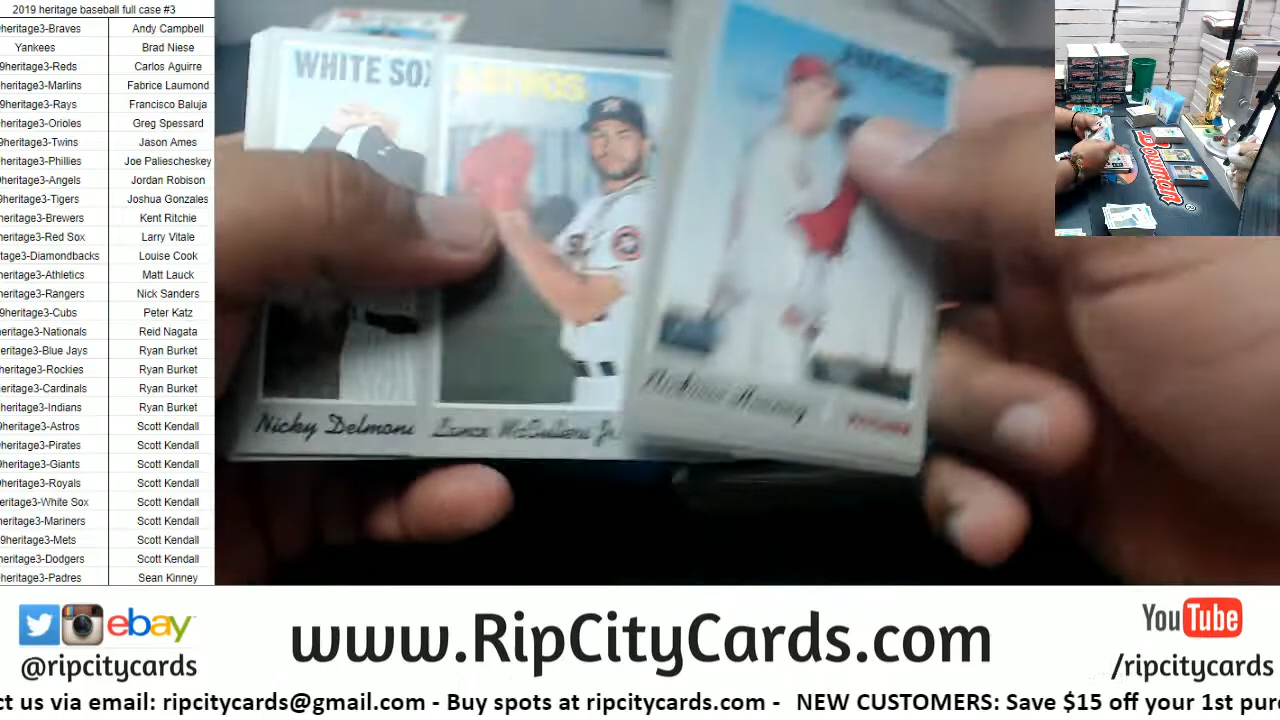 2019 heritage baseball full case #3
9heritage3-Braves Andy Campbell
Yankees Brad Niese
9heritage3-Reds Carlos Aguirre
heritage3-Marlins Fabrice Laumond
9heritage3-Rays Francisco Baluja
heritage3-Orioles Greg Spessard
9heritage3-Twins Jason Ames
heritage3-Phillies Joe Paliescheskey
9heritage3-Angels Jordan Robison
9heritage3-Tigers Joshua Gonzales
heritage3-Brewers Kent Ritchie
heritage3-Red Sox Larry Vitale
tage3-Diamondbacks Louise Cook
heritage3-Athletics Matt Lauck
heritage3-Rangers Nick Sanders
9heritage3-Cubs Peter Katz
heritage3-Nationals Reid Nagata
eritage3-Blue Jays Ryan Burket
heritage3-Rockies Ryan Burket
heritage3-Cardinals Ryan Burket
heritage3-Indians Ryan Burket
9heritage3-Astros Scott Kendall
heritage3-Pirates Scott Kendall
9heritage3-Giants Scott Kendall
heritage3-Royals Scott Kendall
eritage3-White Sox Scott Kendall
heritage3-Mariners Scott Kendall
9heritage3-Mets Scott Kendall
heritage3-Dodgers Scott Kendall
heritage3-Padres Sean Kinney
WHITE SOX
ASTROS
Nicky Delmoni
Lance McCullers Jr.
PITCHER
Bowman
ebay
@ripcitycards
www.RipCityCards.com
YouTube
/ripcitycards
ct us via email: ripcitycards@gmail.com - Buy spots at ripcitycards.com - NEW CUSTOMERS: Save $15 off your 1st pur